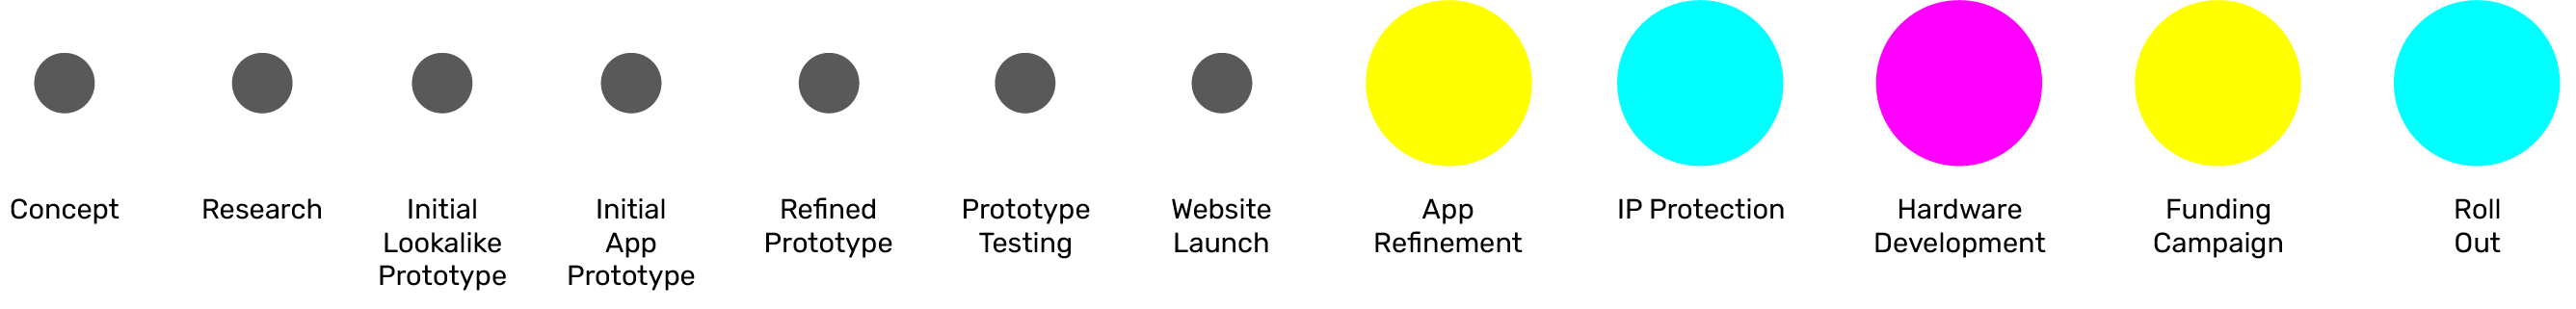 Concept
Research
Initial
Lookalike
Prototype
Initial
App
Prototype
Refined
Prototype
Prototype
Testing
Website
Launch
App
Refinement
IP Protection
Hardware
Development
Funding
Campaign
Roll
Out